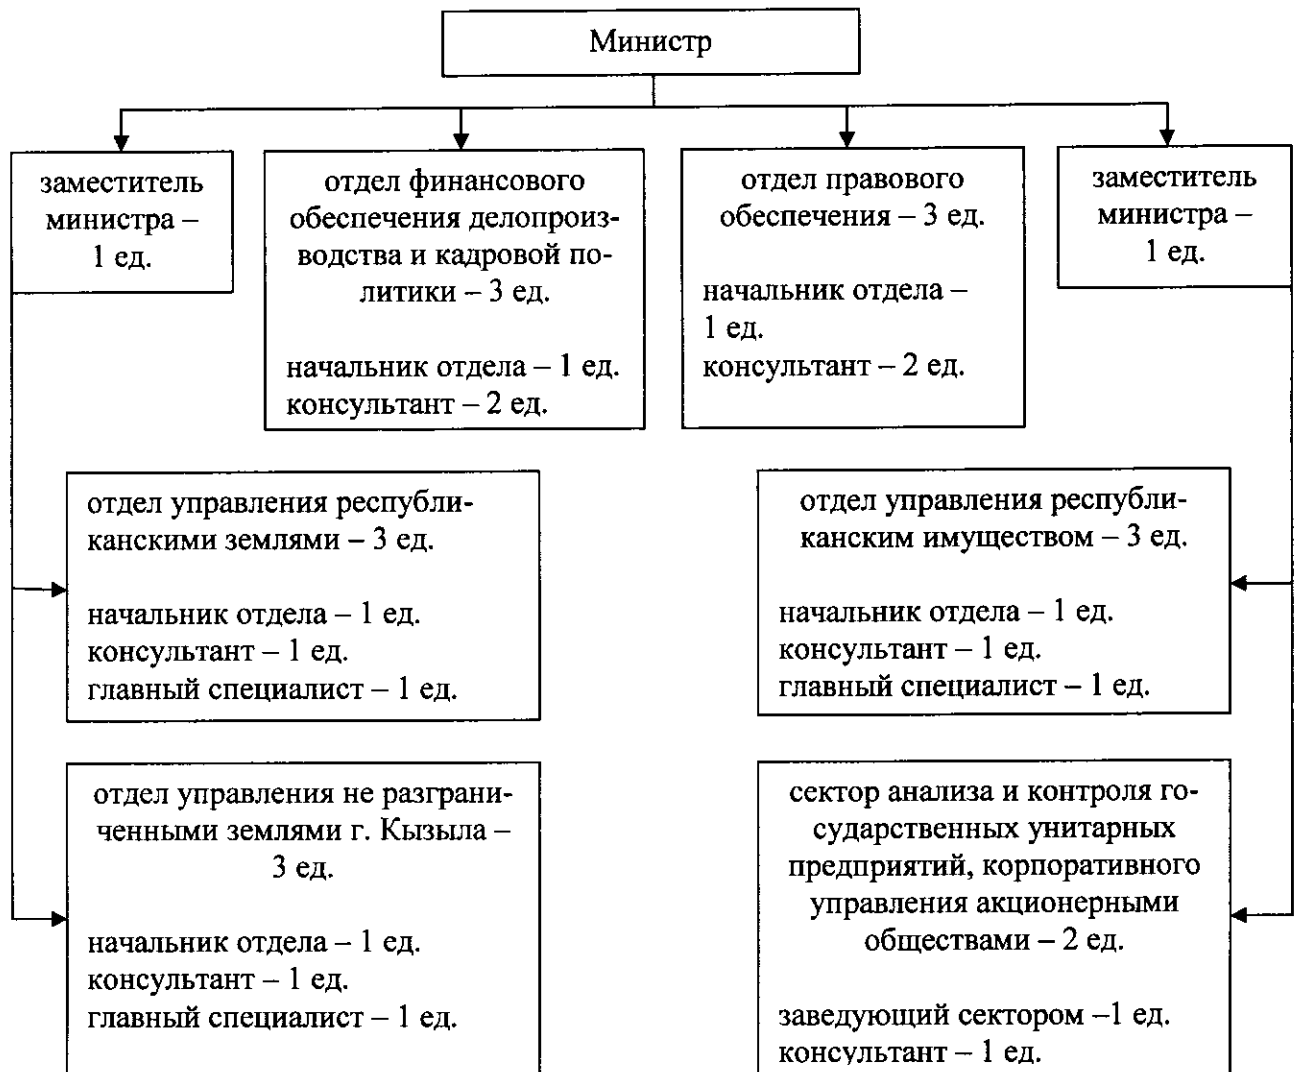 Министр
заместитель
министра –
1 ед.
отдел финансового
обеспечения делопроиз-
водства и кадровой по-
литики – 3 ед.
начальник отдела – 1 ед.
консультант – 2 ед.
отдел правового
обеспечения – 3 ед.
начальник отдела –
1 ед.
консультант – 2 ед.
заместитель
министра –
1 ед.
отдел управления республи-
канскими землями – 3 ед.
начальник отдела – 1 ед.
консультант – 1 ед.
главный специалист – 1 ед.
отдел управления республи-
канским имуществом – 3 ед.
начальник отдела – 1 ед.
консультант – 1 ед.
главный специалист – 1 ед.
отдел управления не разграни-
ченными землями г. Кызыла –
3 ед.
начальник отдела – 1 ед.
консультант – 1 ед.
главный специалист – 1 ед.
сектор анализа и контроля го-
сударственных унитарных
предприятий, корпоративного
управления акционерными
обществами – 2 ед.
заведующий сектором –1 ед.
консультант – 1 ед.